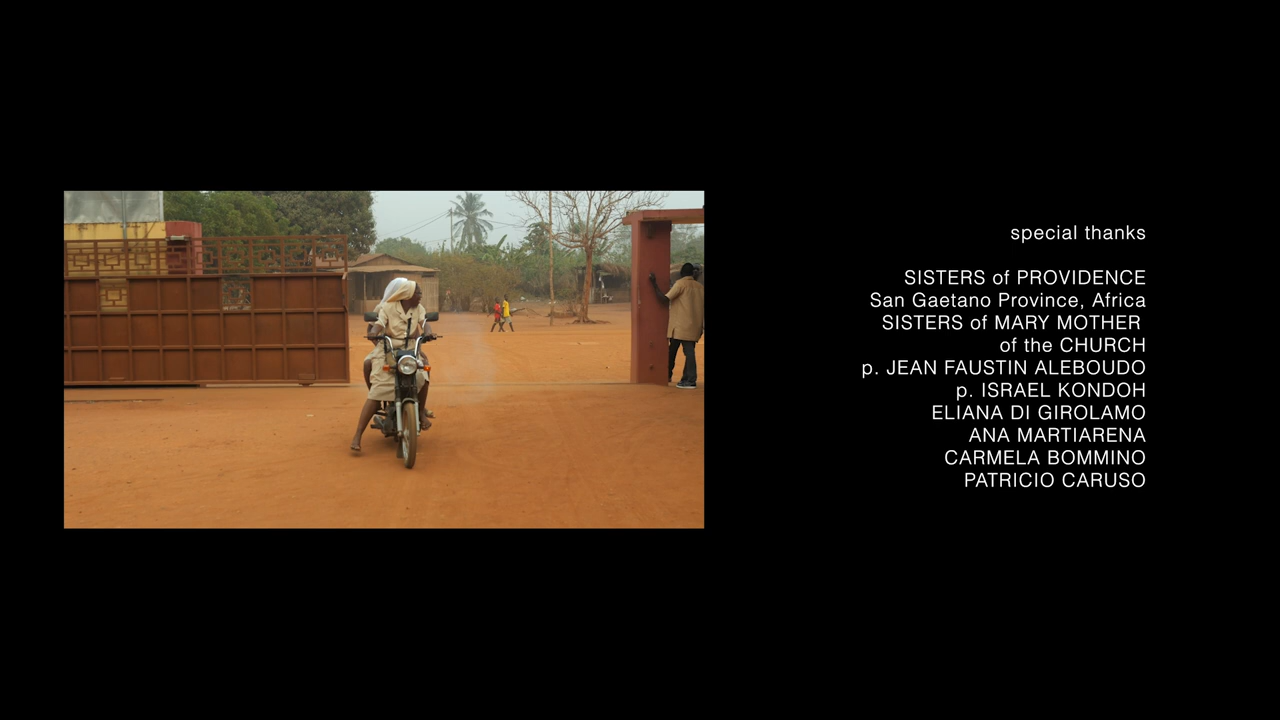 special thanks
SISTERS of PROVIDENCE
San Gaetano Province, Africa
SISTERS of MARY MOTHER
of the CHURCH
p. JEAN FAUSTIN ALEBOUDO
p. ISRAEL KONDOH
ELIANA DI GIROLAMO
ANA MARTIARENA
CARMELA BOMMINO
PATRICIO CARUSO